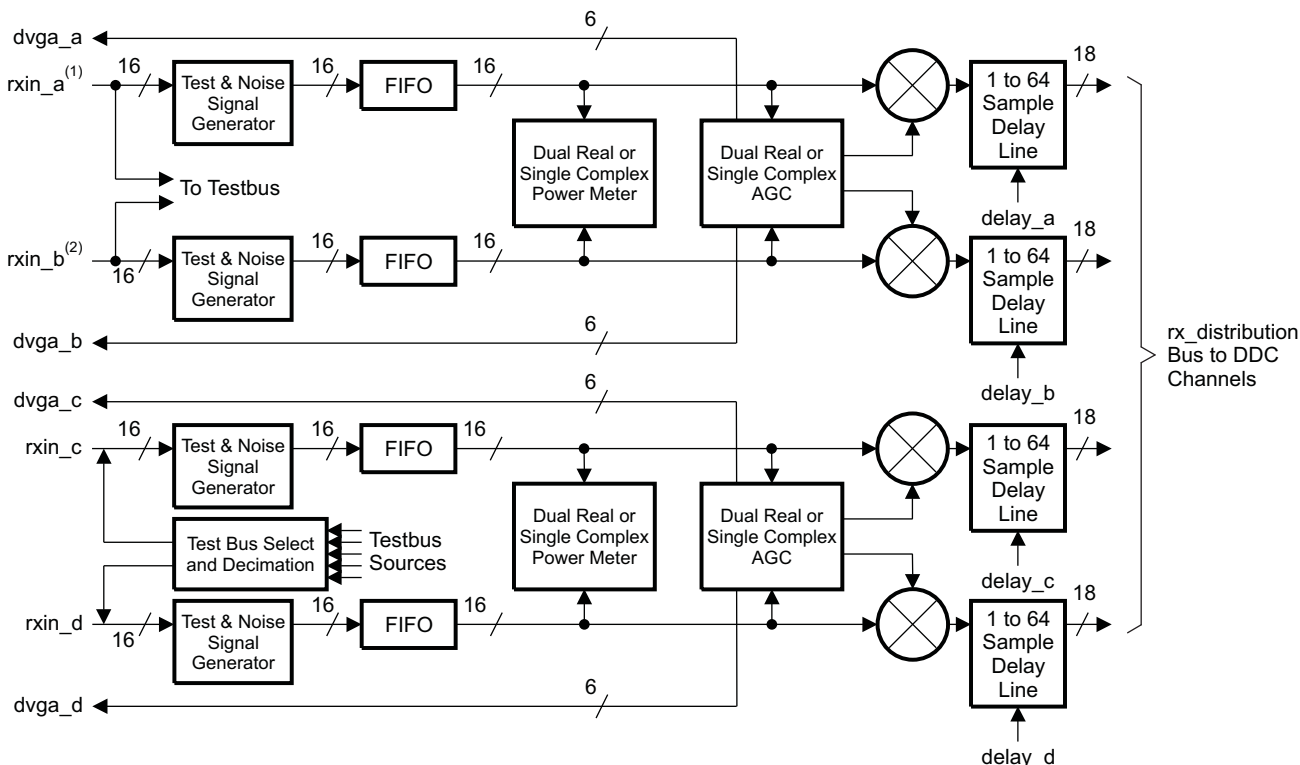 6
dvga_a
16
rxin_a(1)
Test & Noise
Signal
Generator
16
FIFO
16
1 to 64
Sample
Delay
Line
18
Dual Real or
Single Complex
Power Meter
Dual Real or
Single Complex
AGC
To Testbus
delay_a
rxin_b(2)
16
Test & Noise
Signal
Generator
16
FIFO
16
1 to 64
Sample
Delay
Line
18
6
dvga_b
delay_b
rx_distribution
Bus to DDC
Channels
6
dvga_c
16
rxin_c
Test & Noise
Signal
Generator
16
FIFO
16
1 to 64
Sample
Delay
Line
18
Dual Real or
Single Complex
Power Meter
Dual Real or
Single Complex
AGC
Test Bus Select
and Decimation
Testbus
Sources
delay_c
rxin_d
16
Test & Noise
Signal
Generator
16
FIFO
16
1 to 64
Sample
Delay
Line
18
6
dvga_d
delay_d